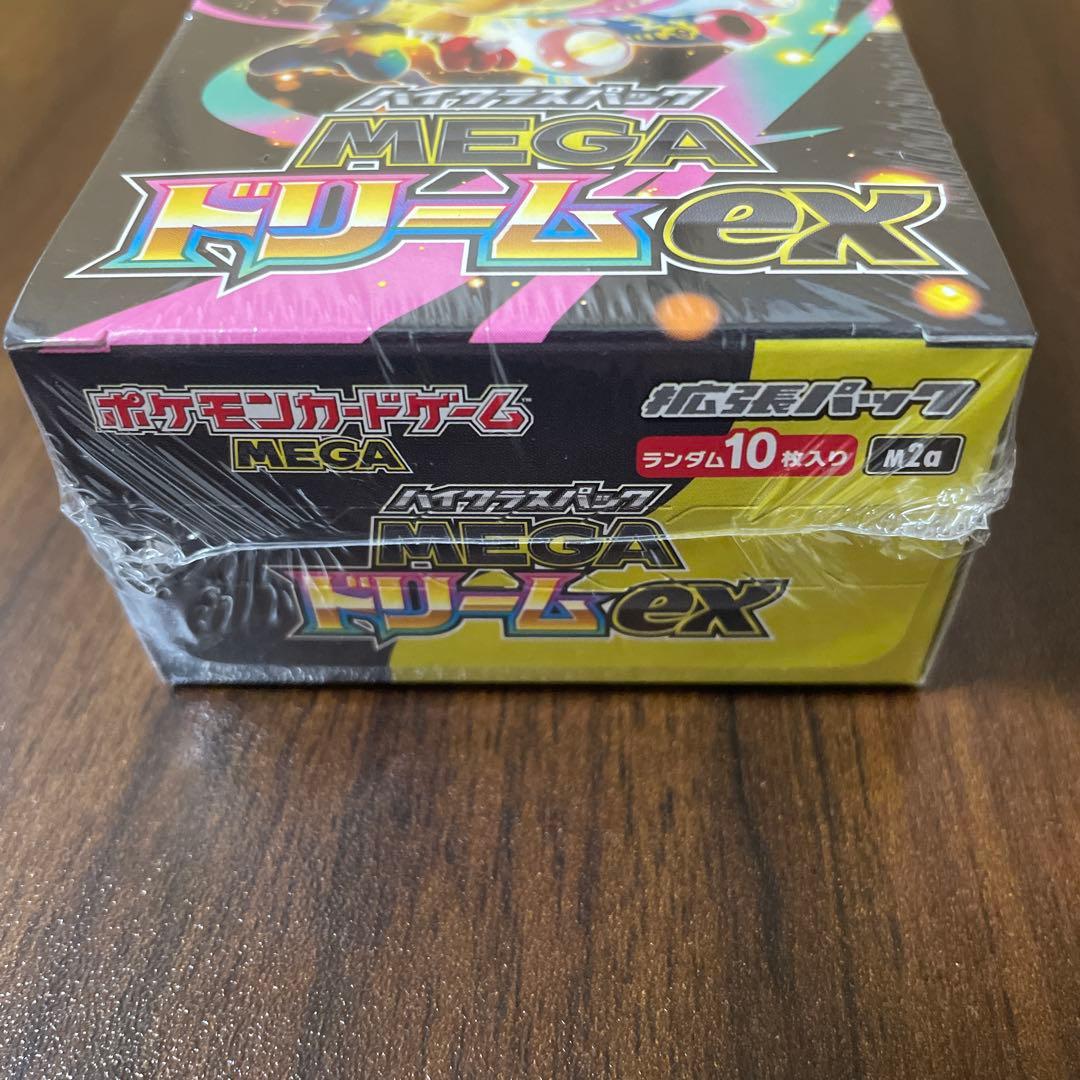 ハイクラスパック
MEGA
ドリームex
ポケモンカードゲーム™
MEGA
拡張パック
ランダム10枚入り M2a
ハイクラスパック
MEGA
ドリームex